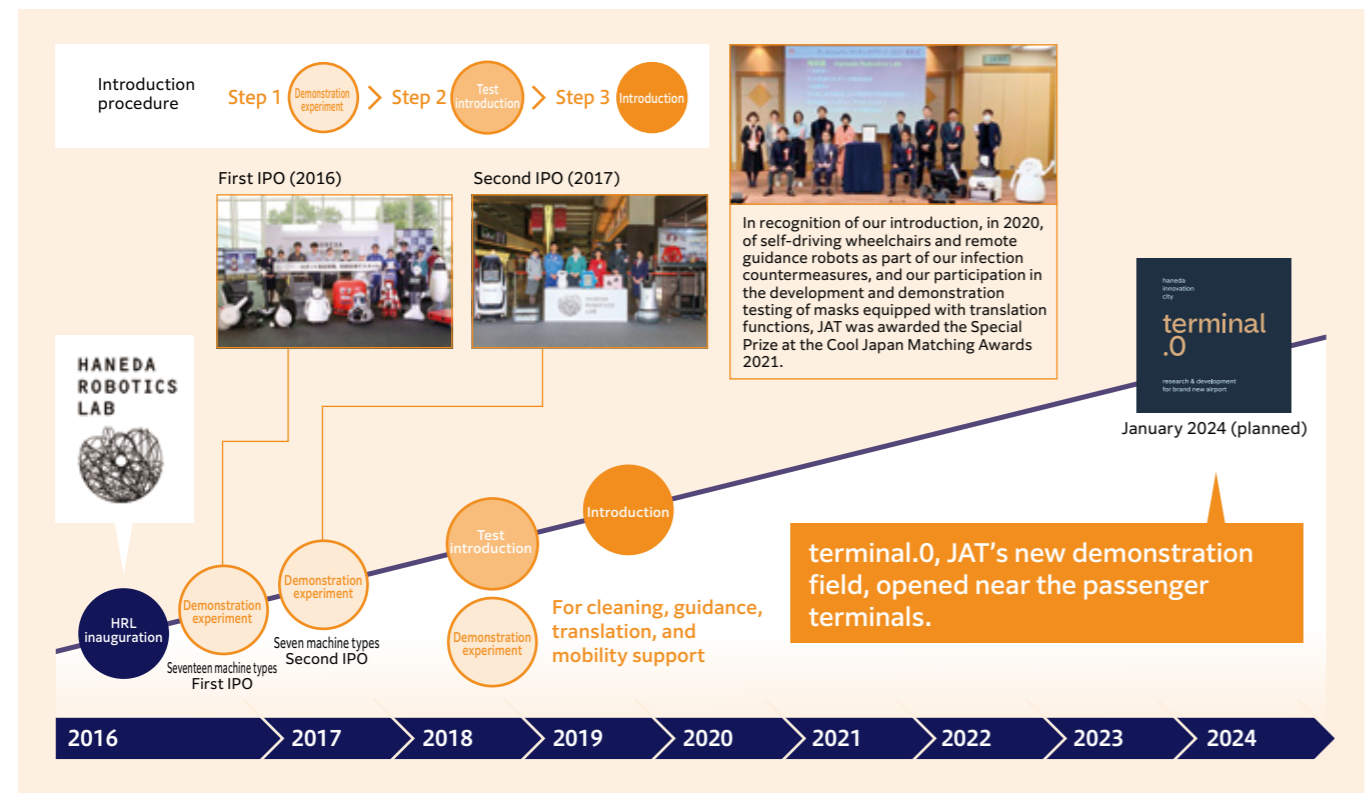 Introduction
procedure
Step 1
Demonstration
experiment
Step 2
Test
introduction
Step 3
Introduction
First IPO (2016)
Second IPO (2017)
HANEDA
ROBOTICS
LAB
In recognition of our introduction, in 2020,
of self-driving wheelchairs and remote
guidance robots as part of our infection
countermeasures, and our participation in
the development and demonstration
testing of masks equipped with translation
functions, JAT was awarded the Special
Prize at the Cool Japan Matching Awards
2021.
HANEDA
ROBOTICS
LAB
haneda
innovation
city
terminal
.0
research & development
for brand new airport
January 2024 (planned)
terminal.0, JAT’s new demonstration
field, opened near the passenger
terminals.
HRL
inauguration
Demonstration
experiment
Seventeen machine types
First IPO
Demonstration
experiment
Seven machine types
Second IPO
Test
introduction
Introduction
Demonstration
experiment
For cleaning, guidance,
translation, and
mobility support
2016
2017
2018
2019
2020
2021
2022
2023
2024